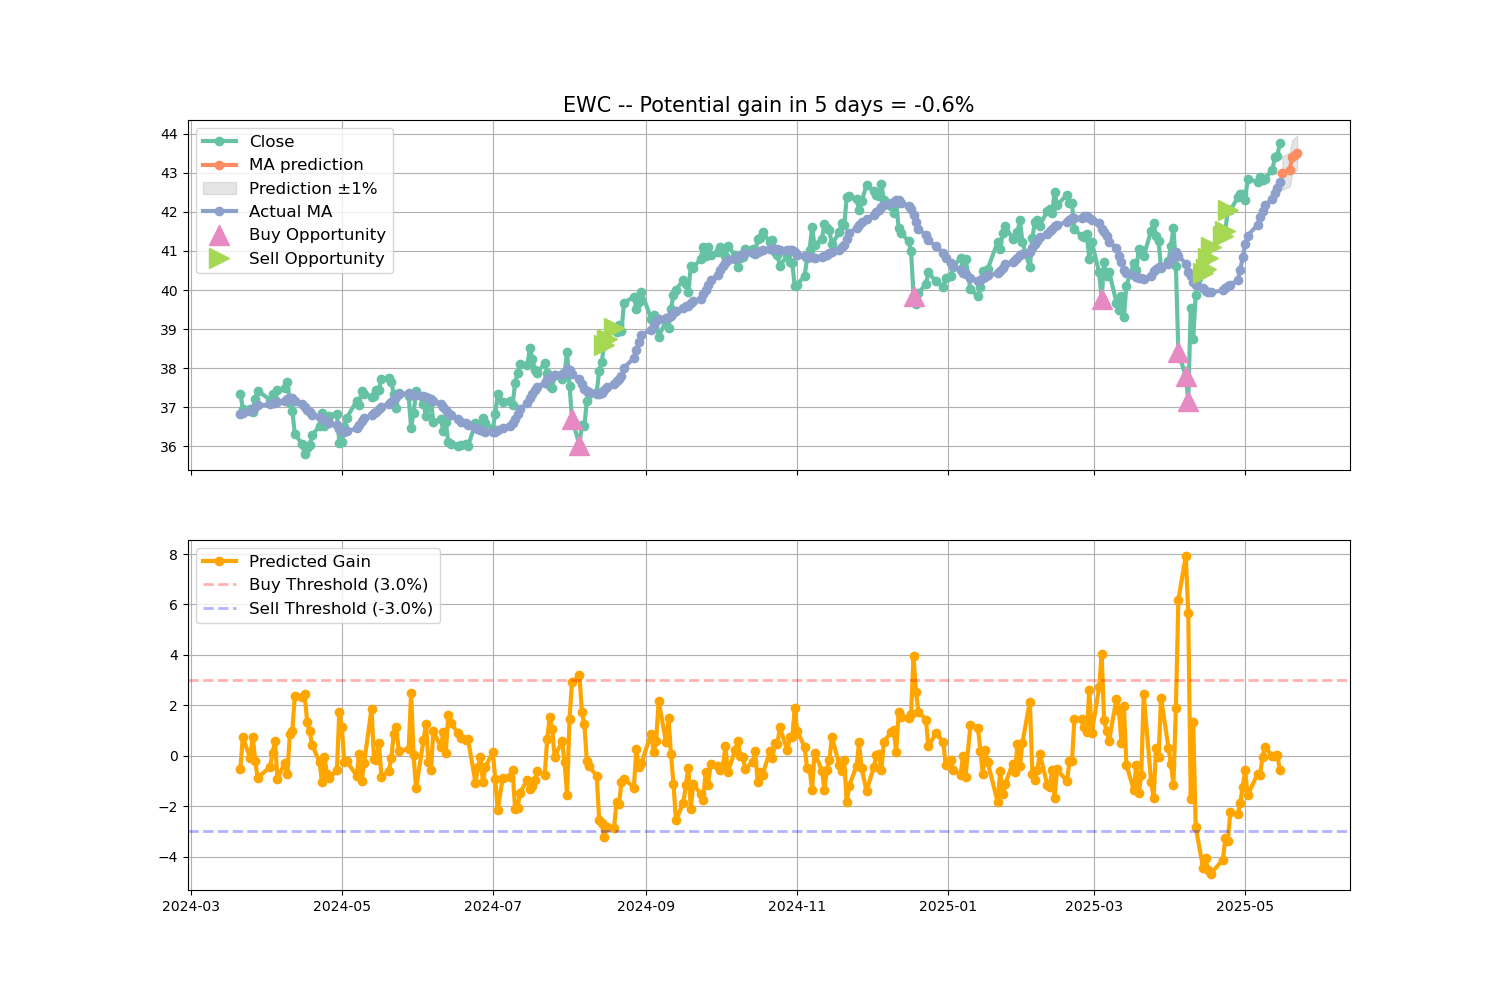 EWC -- Potential gain in 5 days = -0.6%
44
43
42
41
40
39
38
37
36
Close
MA prediction
Prediction ±1%
Actual MA
Buy Opportunity
Sell Opportunity
8
6
4
2
0
−2
−4
Predicted Gain
Buy Threshold (3.0%)
Sell Threshold (-3.0%)
2024-03 2024-05 2024-07 2024-09 2024-11 2025-01 2025-03 2025-05